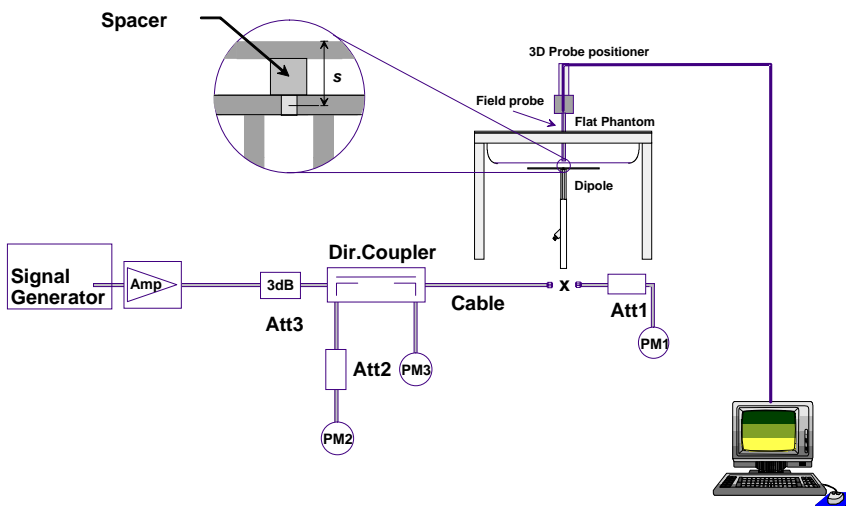 Spacer
s
3D Probe positioner
Field probe
Flat Phantom
Dipole
Dir.Coupler
Signal
Generator
Amp
3dB
Att3
Cable
x
Att1
PM1
Att2
PM3
PM2